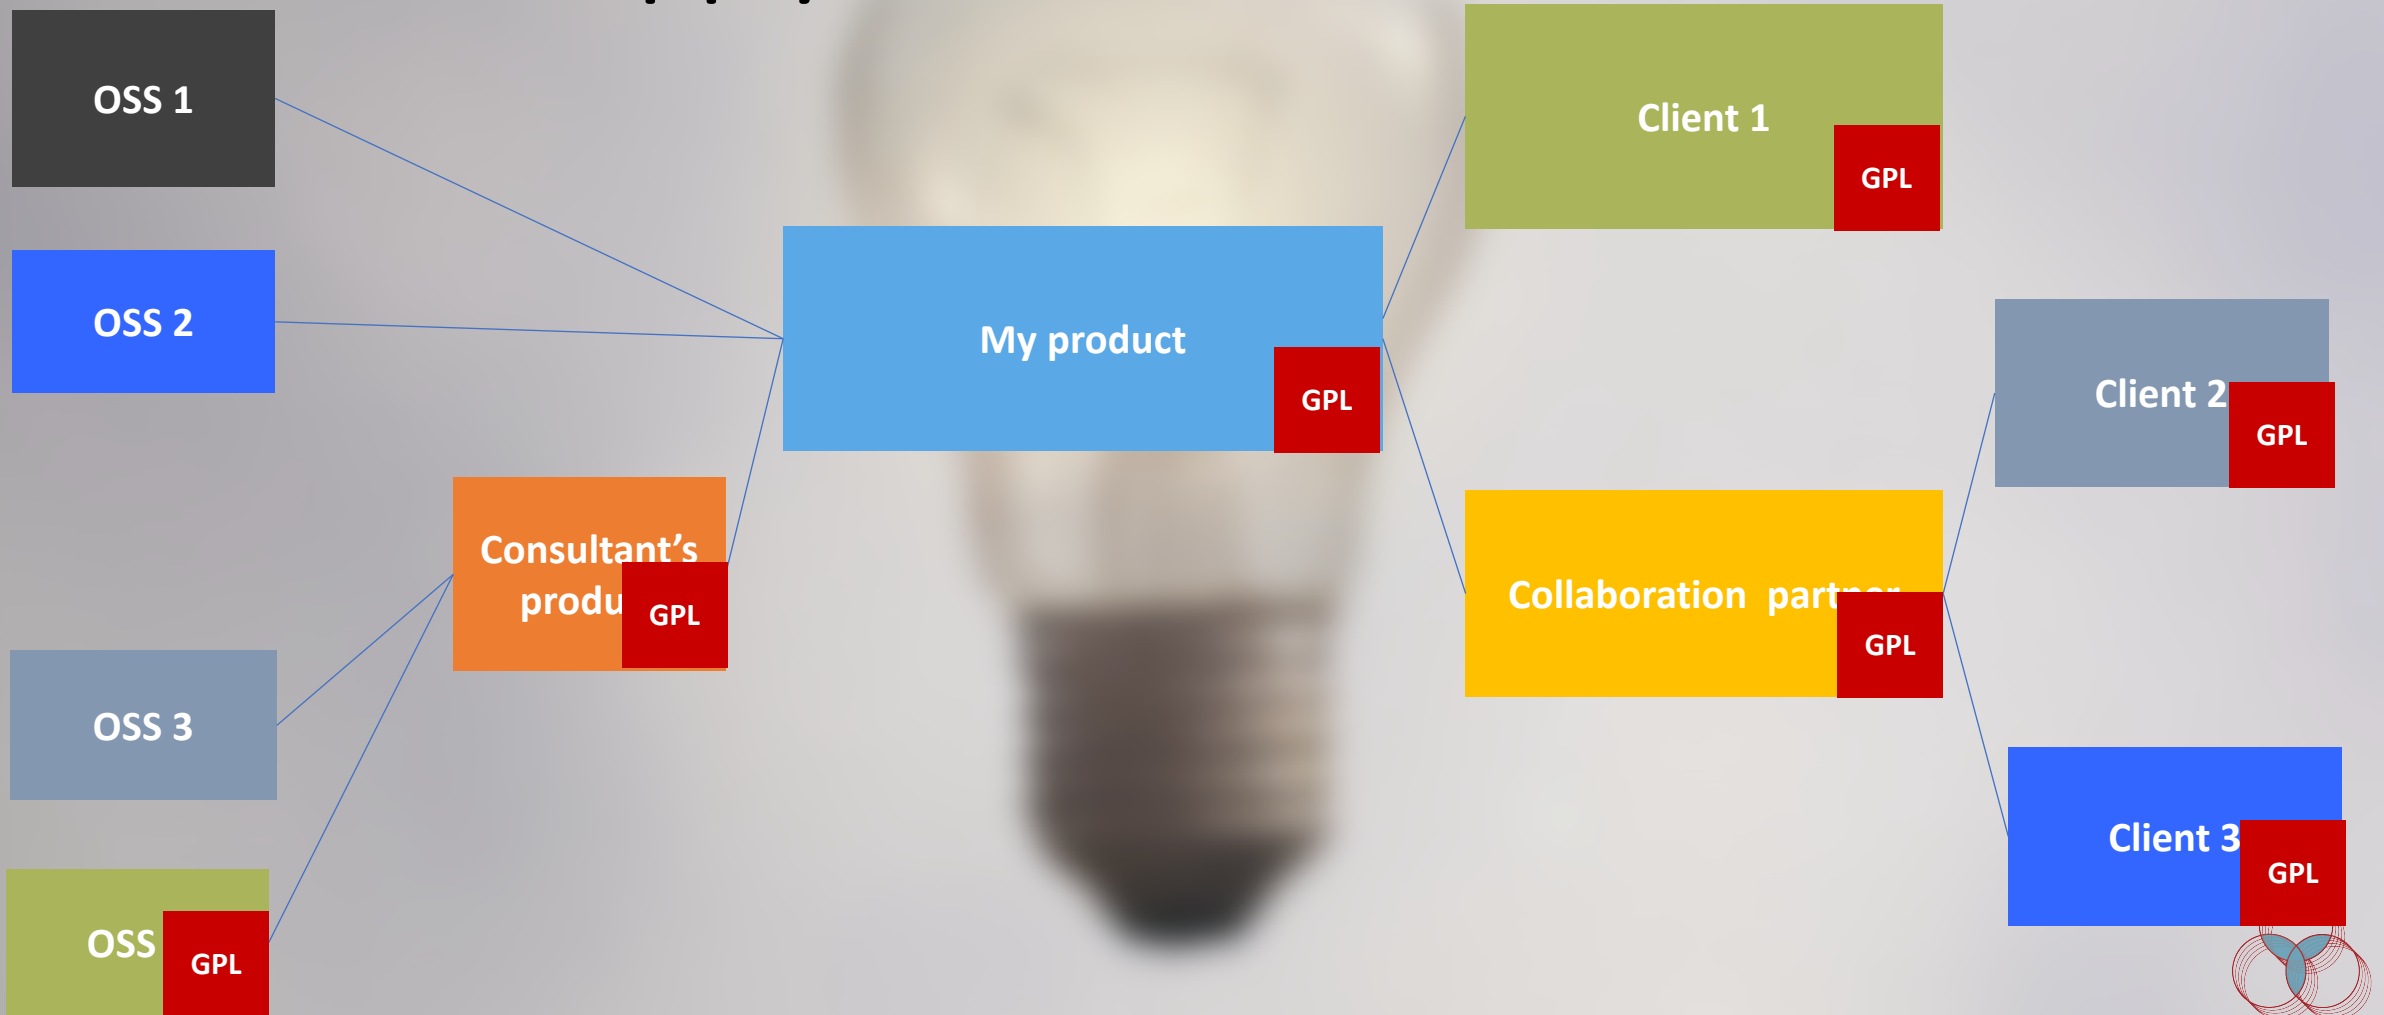 OSS 1
Client 1
GPL
OSS 2
My product
GPL
Client 2
GPL
Consultant's
produ
GPL
Collaboration partner
GPL
OSS 3
Client 3
GPL
OSS
GPL